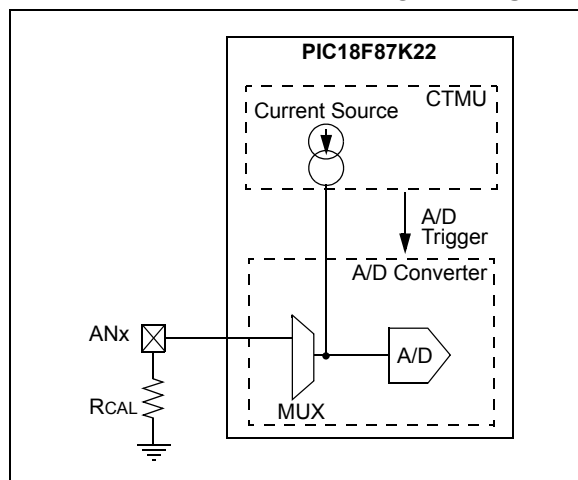 PIC18F87K22
CTMU
Current Source
A/D
Trigger
A/D Converter
ANx
A/D
RCAL
MUX